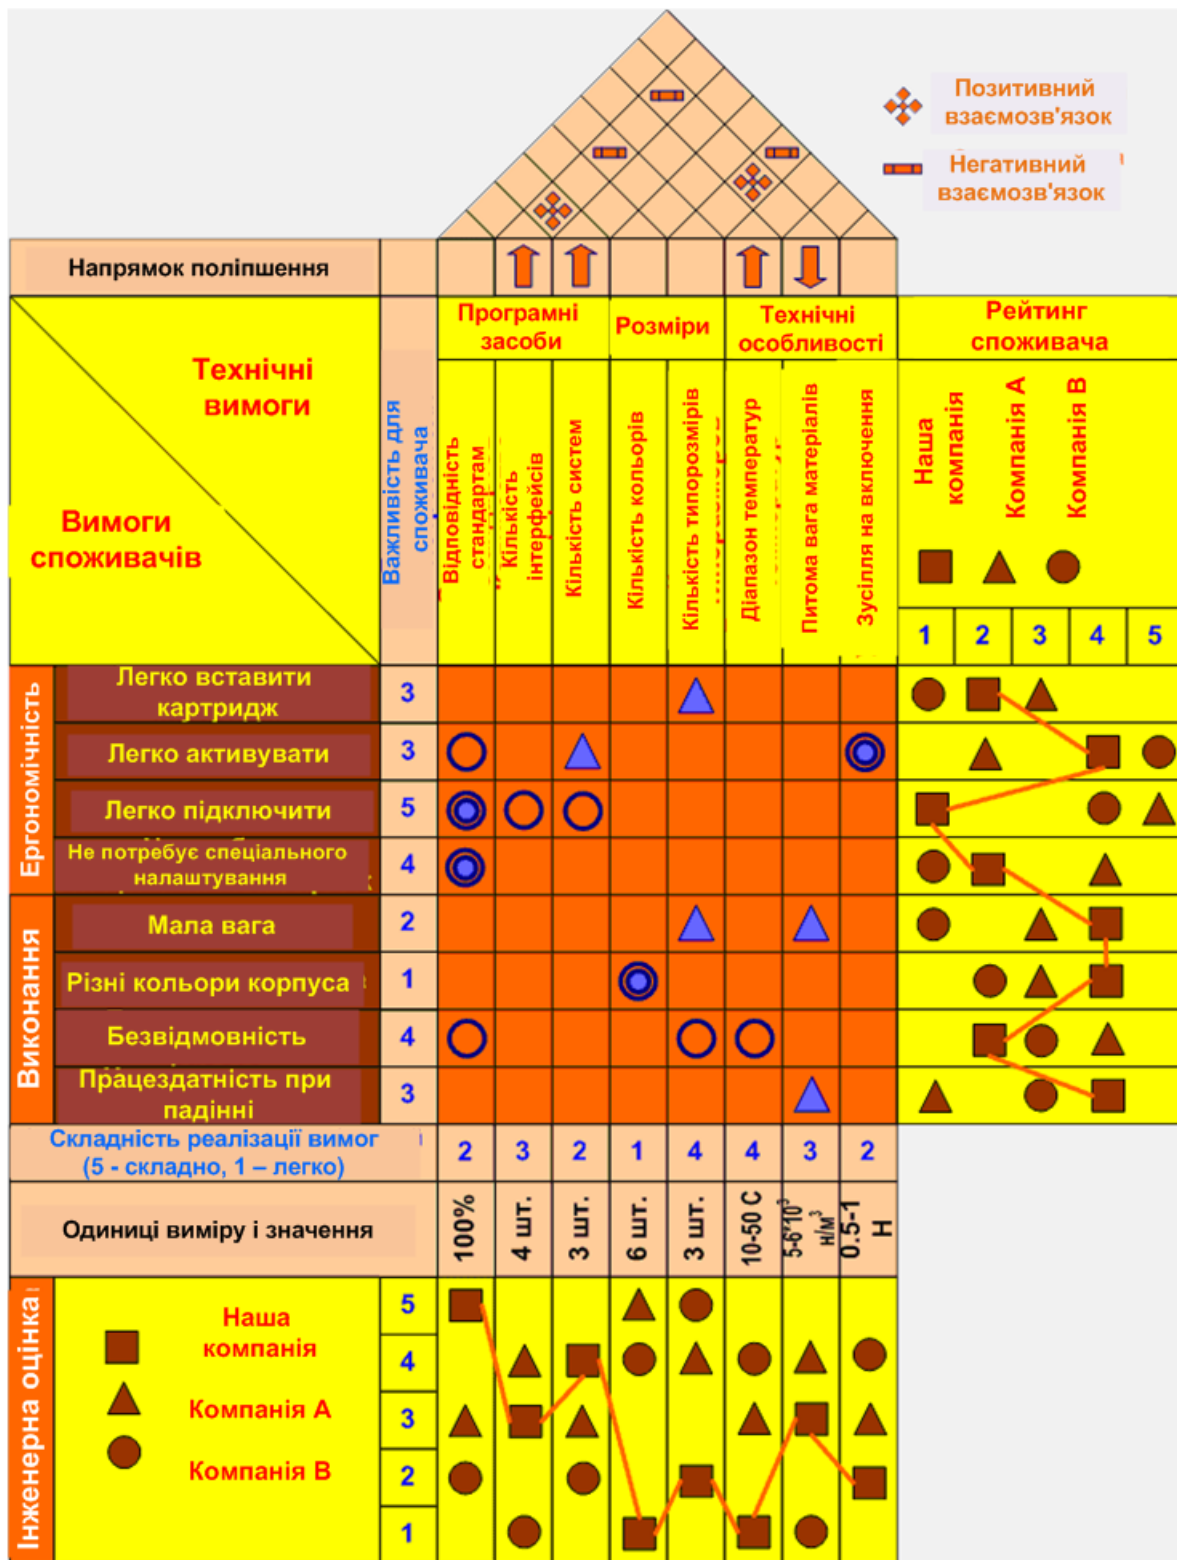 Позитивний
взаємозв'язок
Негативний
взаємозв'язок
Напрямок поліпшення
Технічні
вимоги
Вимоги
споживачів
Важливість для
споживача
Програмні
засоби
Розміри
Технічні
особливості
Рейтинг
споживача
Відповідність
стандартам
Кількість
інтерфейсів
Кількість систем
Кількість кольорів
Кількість типорозмірів
Діапазон температур
Питома вага матеріалів
Зусілля на включення
Наша
компанія
Компанія А
Компанія В
1 2 3 4 5
Ергономічність
Легко вставити
картридж
3
Легко активувати
3
Легко підключити
5
Не потребує спеціального
налаштування
4
Виконання
Мала вага
2
Різні кольори корпуса
1
Безвідмовність
4
Працездатність при
падінні
3
Складність реалізації вимог
(5 - складно, 1 – легко)
2 3 2 1 4 4 3 2
Одиниці виміру і значення
100%
4 шт.
3 шт.
6 шт.
3 шт.
10-50 С
5-6*10³
н/м³
0.5-1
Н
Інженерна оцінка
Наша
компанія
Компанія А
Компанія В
5
4
3
2
1